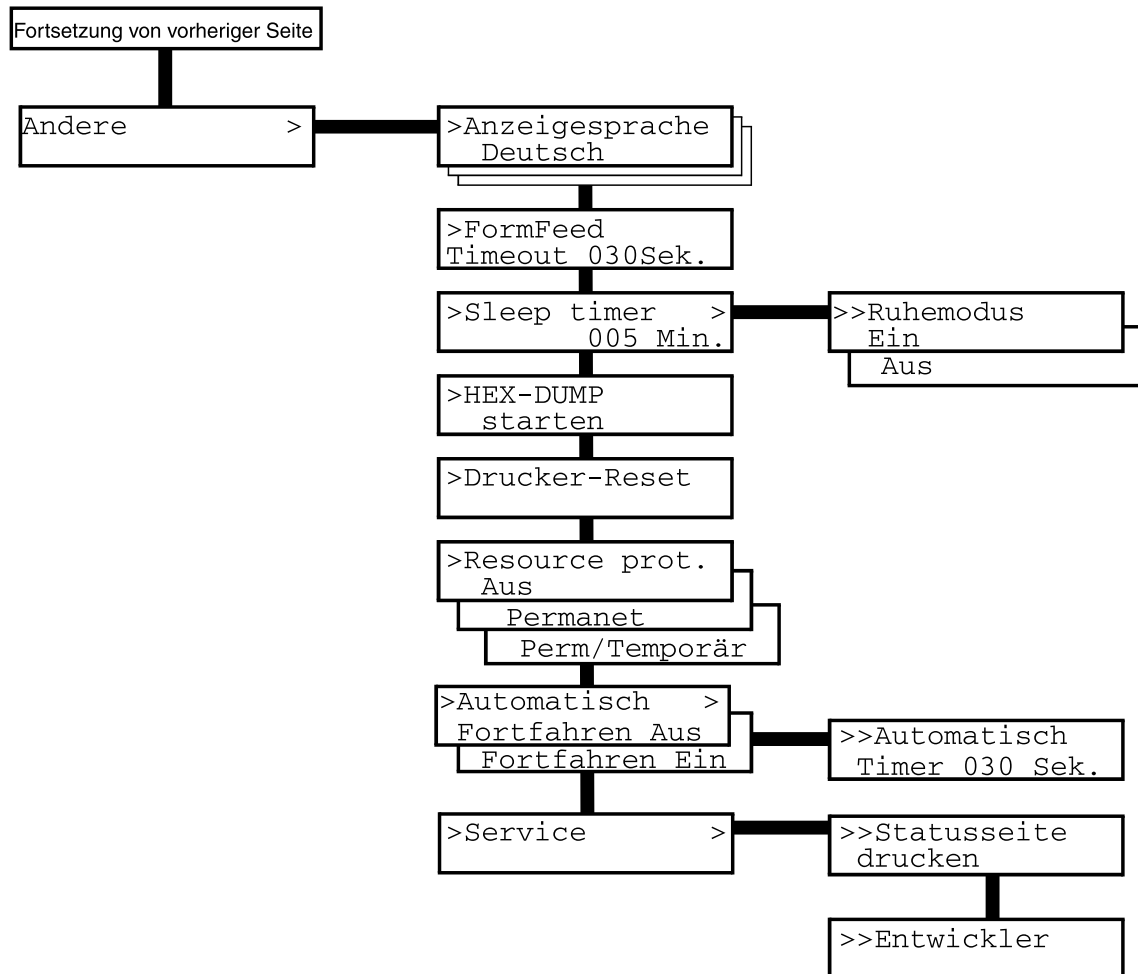 Fortsetzung von vorheriger Seite
Andere >
>Anzeigesprache
Deutsch
>FormFeed
Timeout 030Sek.
>Sleep timer >
005 Min.
>>Ruhemodus
Ein
Aus
>HEX-DUMP
starten
>Drucker-Reset
>Resource prot.
Aus
Permanet
Perm/Temporär
>Automatisch >
Fortfahren Aus
Fortfahren Ein
>>Automatisch
Timer 030 Sek.
>Service >
>>Statusseite
drucken
>>Entwickler